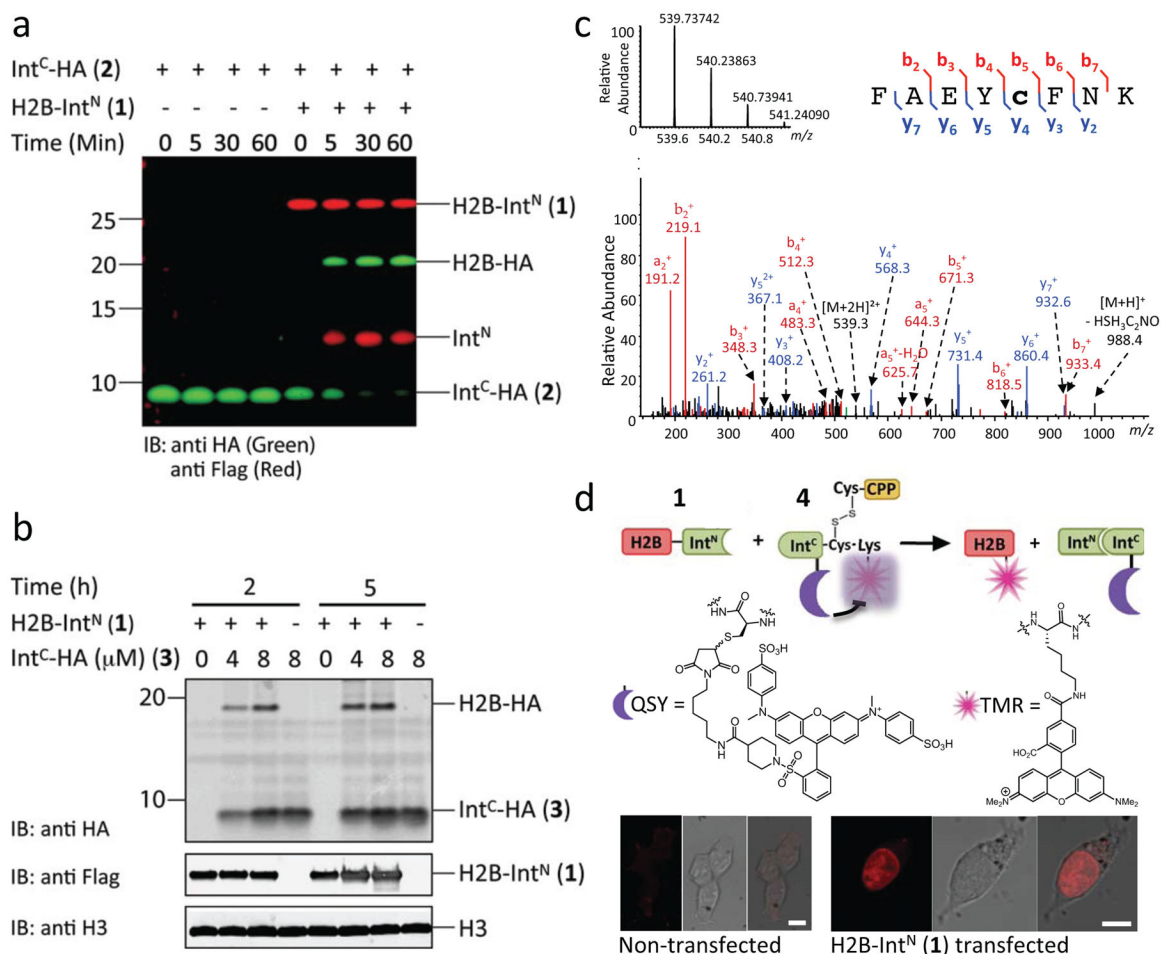 a
Int^C-HA (2) + + + + + + + +
H2B-Int^N (1) - - - - + + + +
Time (Min) 0 5 30 60 0 5 30 60
25
20
15
10
H2B-Int^N (1)
H2B-HA
Int^N
Int^C-HA (2)
IB: anti HA (Green)
anti Flag (Red)
b
Time (h) 2 5
H2B-Int^N (1) + + + - + + + -
Int^C-HA (μM) (3) 0 4 8 8 0 4 8 8
20
10
H2B-HA
Int^C-HA (3)
IB: anti HA
IB: anti Flag
H2B-Int^N (1)
IB: anti H3
H3
c
Relative
Abundance
100
0
539.73742
540.23863
540.73941
541.24090
m/z
539.6 540.2 540.8
b2 b3 b4 b5 b6 b7
F A E Y c F N K
y7 y6 y5 y4 y3 y2
Relative Abundance
100
80
60
40
20
0
b2+
219.1
a2+
191.2
b4+
512.3
y4+
568.3
b5+
671.3
y5 2+
367.1
a4+
483.3
[M+2H]2+
539.3
a5+
644.3
y7+
932.6
[M+H]+
- HSH3C2NO
988.4
b3+
348.3
y3+
408.2
a5+-H2O
625.7
y5+
731.4
y6+
860.4
b7+
933.4
y2+
261.2
b6+
818.5
200 300 400 500 600 700 800 900 1000 m/z
d
1 + 4
Cys-CPP
S
S
H2B Int^N
Int^C Cys-Lys
H2B + Int^N Int^C
QSY =
O
N
H
S
O
N
O
SO3H
N
O
N+
SO3H
NH
O
N
S
O
O
TMR =
H
N
O
N
H
NH
O
HO2C
Me2N
O
NMe2
Non-transfected
H2B-Int^N (1) transfected